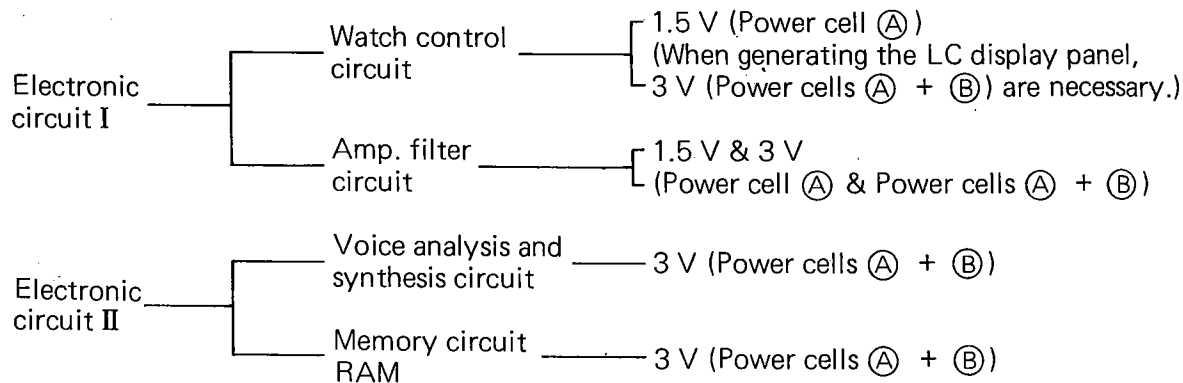 Electronic
circuit I
Watch control
circuit
1.5 V (Power cell Ⓐ)
(When generating the LC display panel,
3 V (Power cells Ⓐ + Ⓑ) are necessary.)
Amp. filter
circuit
1.5 V & 3 V
(Power cell Ⓐ & Power cells Ⓐ + Ⓑ)
Electronic
circuit II
Voice analysis and
synthesis circuit
3 V (Power cells Ⓐ + Ⓑ)
Memory circuit
RAM
3 V (Power cells Ⓐ + Ⓑ)